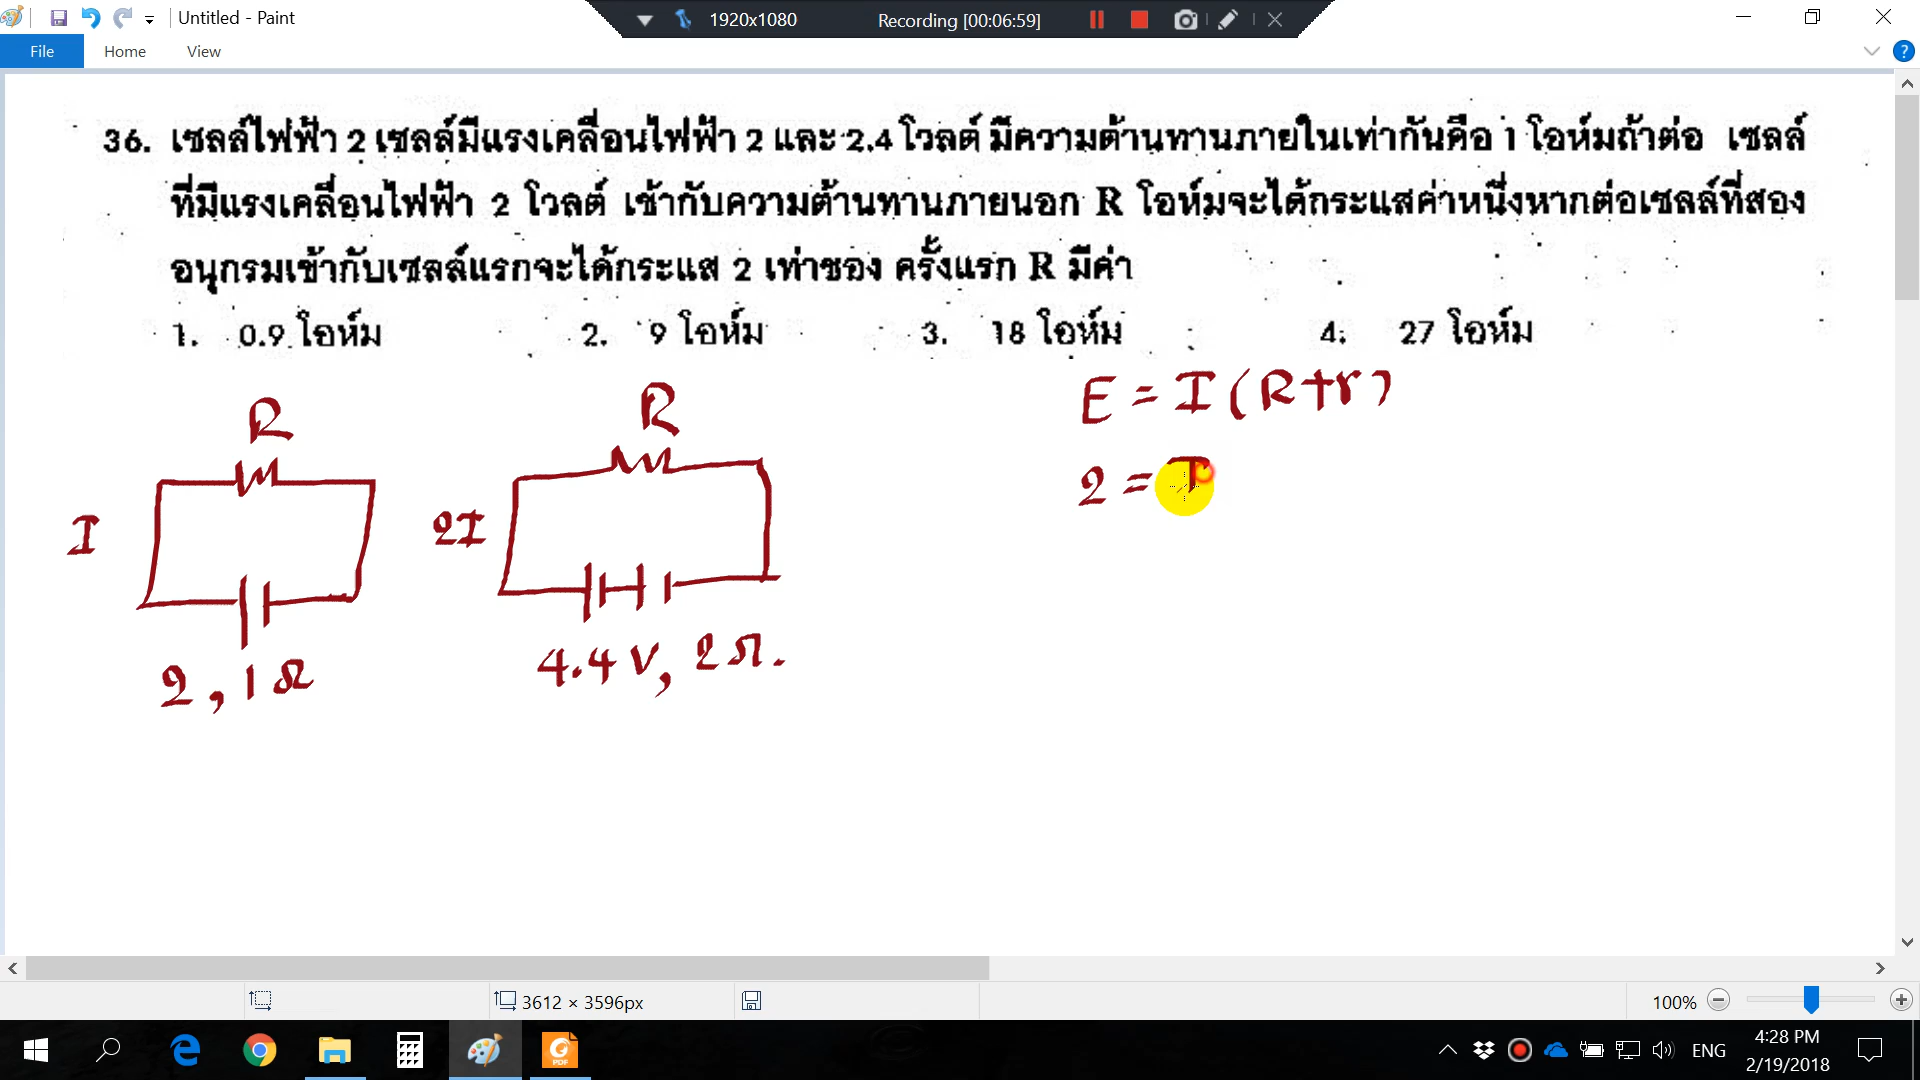 Untitled - Paint
1920x1080
Recording [00:06:59]
File
Home
View
36. เซลล์ไฟฟ้า 2 เซลล์มีแรงเคลื่อนไฟฟ้า 2 และ 2.4 โวลต์ มีความต้านทานภายในเท่ากันคือ 1 โอห์มถ้าต่อ เซลล์
ที่มีแรงเคลื่อนไฟฟ้า 2 โวลต์ เข้ากับความต้านทานภายนอก R โอห์มจะได้กระแสค่าหนึ่งหากต่อเซลล์ที่สอง
อนุกรมเข้ากับเซลล์แรกจะได้กระแส 2 เท่าของ ครั้งแรก R มีค่า
1. 0.9 โอห์ม 2. 9 โอห์ม 3. 18 โอห์ม 4. 27 โอห์ม
E = I (R+r)
R R
2 = I
I 2I
2, 1Ω 4.4 V, 2Ω.
3612 × 3596px
100%
PDF
ENG
4:28 PM
2/19/2018